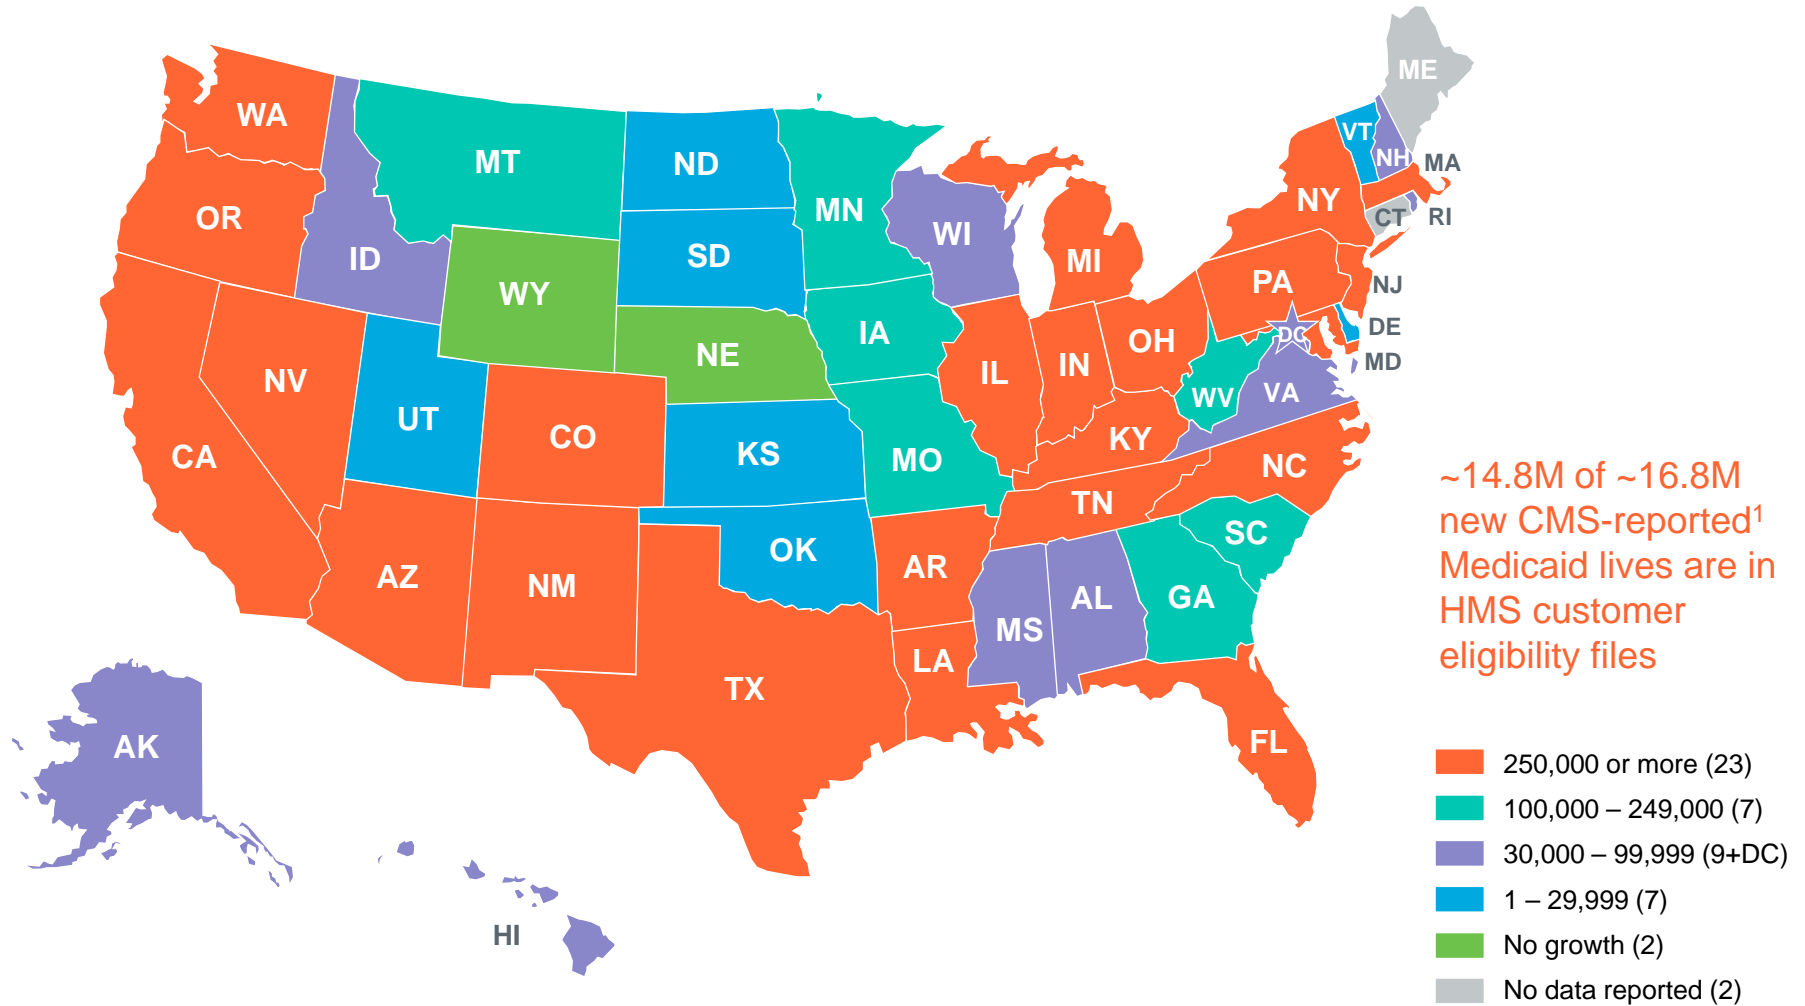 ME
WA
VT
NH
MA
MT
ND
NY
MN
OR
CT
RI
WI
ID
SD
MI
PA
WY
NJ
DE
IA
OH
DC
NE
MD
IN
IL
NV
VA
WV
UT
CO
KY
KS
CA
MO
NC
~14.8M of ~16.8M
new CMS-reported¹
Medicaid lives are in
HMS customer
eligibility files
TN
SC
OK
AR
AZ
NM
GA
AL
MS
LA
TX
FL
AK
HI
250,000 or more (23)
100,000 – 249,000 (7)
30,000 – 99,999 (9+DC)
1 – 29,999 (7)
No growth (2)
No data reported (2)